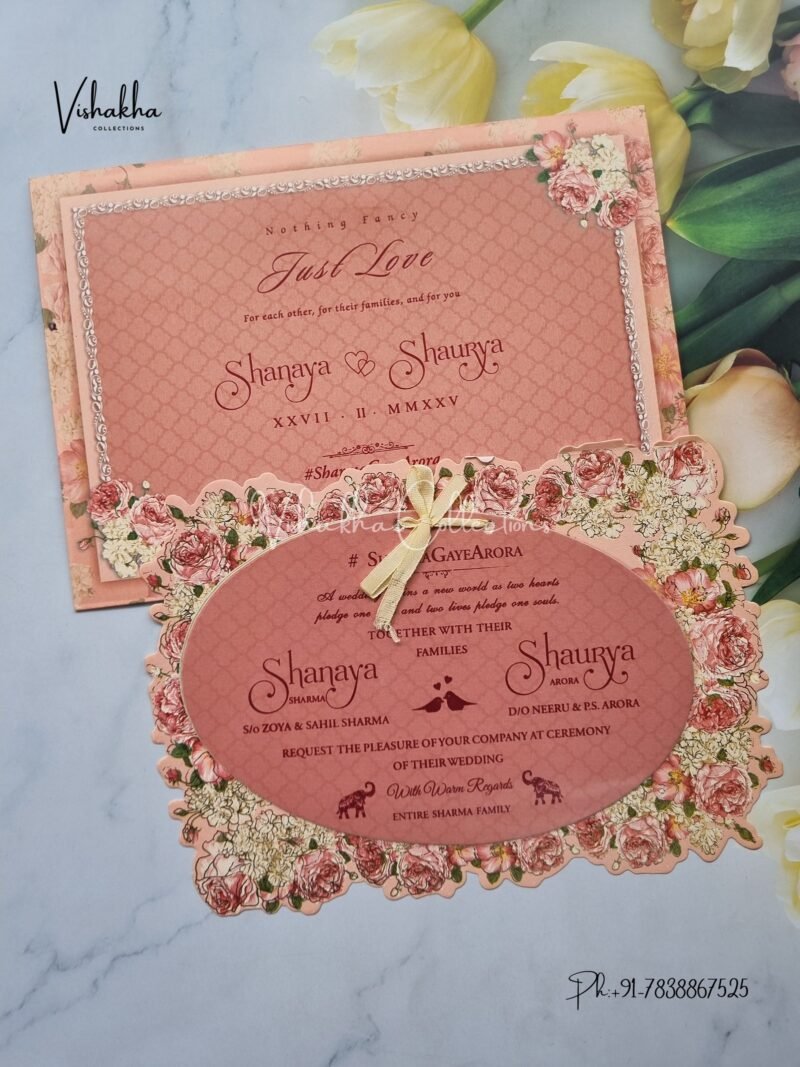 Vishakha
COLLECTIONS
Nothing Fancy
Just Love
For each other, for their families, and for you
Shanaya Shaurya
XXVII · II · MMXXV
Vishakha Collections
A wedding a new world as two hearts
pledge one and two lives pledge one souls.
TOGETHER WITH THEIR
FAMILIES
Shanaya Shaurya
SHARMA ARORA
S/o ZOYA & SAHIL SHARMA D/O NEERU & P.S. ARORA
REQUEST THE PLEASURE OF YOUR COMPANY AT CEREMONY
OF THEIR WEDDING
With Warm Regards
ENTIRE SHARMA FAMILY
Ph:+91-7838867525